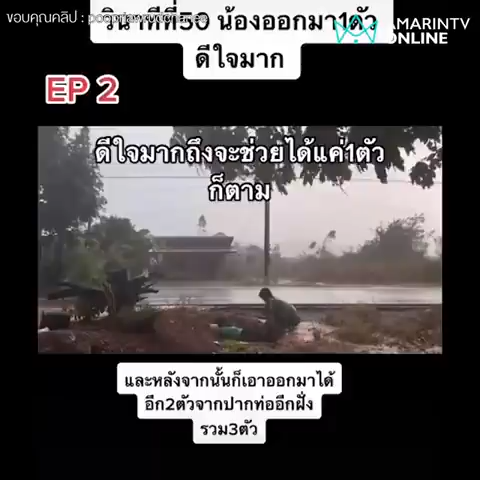 ขอบคุณคลิป :
AMARINTV
ONLINE
วินาทีที่50 น้องออกมา1ตัว
ดีใจมาก
EP 2
ดีใจมากถึงจะช่วยได้แค่1ตัว
ก็ตาม
และหลังจากนั้นก็เอาออกมาได้
อีก2ตัวจากปากท่ออีกฝั่ง
รวม3ตัว